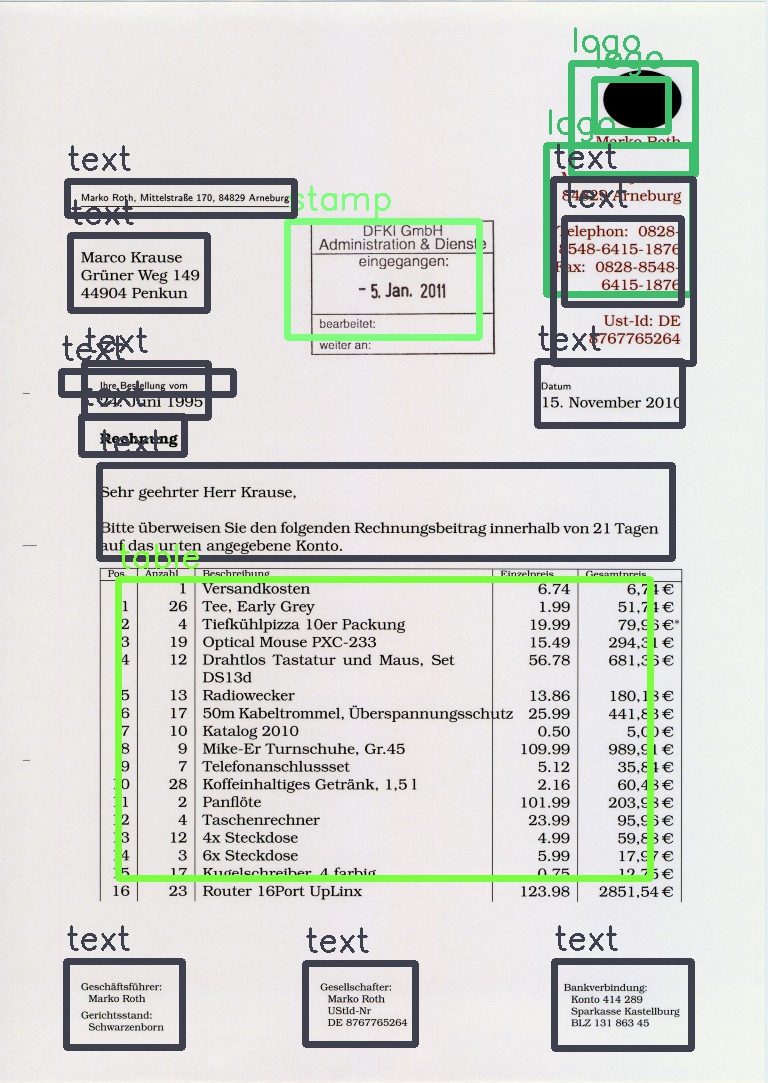 logo
logo
logo
Marko Roth
text
text
Marko Roth, Mittelstraße 170, 84829 Arneburg
stamp
text
84829 Arneburg
text
Marco Krause
Grüner Weg 149
44904 Penkun
DFKI GmbH
Administration & Dienste
eingegangen:
- 5. Jan. 2011
bearbeitet:
weiter an:
Telephon: 0828-
8548-6415-1876
Fax: 0828-8548-
6415-1876
Ust-Id: DE
8767765264
text
text
text
Ihre Bestellung vom
24. Juni 1995
Datum
15. November 2010
text
Rechnung
text
Sehr geehrter Herr Krause,
Bitte überweisen Sie den folgenden Rechnungsbeitrag innerhalb von 21 Tagen
auf das unten angegebene Konto.
table
Pos. Anzahl Beschreibung Einzelpreis Gesamtpreis
1 Versandkosten 6.74 6,74 €
1 26 Tee, Early Grey 1.99 51,74 €
2 4 Tiefkühlpizza 10er Packung 19.99 79,96 €*
3 19 Optical Mouse PXC-233 15.49 294,31 €
4 12 Drahtlos Tastatur und Maus, Set 56.78 681,36 €
DS13d
5 13 Radiowecker 13.86 180,18 €
6 17 50m Kabeltrommel, Überspannungsschutz 25.99 441,83 €
7 10 Katalog 2010 0.50 5,00 €
8 9 Mike-Er Turnschuhe, Gr.45 109.99 989,91 €
9 7 Telefonanschlussset 5.12 35,84 €
10 28 Koffeinhaltiges Getränk, 1,5 l 2.16 60,48 €
11 2 Panflöte 101.99 203,98 €
12 4 Taschenrechner 23.99 95,96 €
13 12 4x Steckdose 4.99 59,88 €
14 3 6x Steckdose 5.99 17,97 €
15 17 Kugelschreiber, 4 farbig 0.75 12,75 €
16 23 Router 16Port UpLinx 123.98 2851,54 €
text
Geschäftsführer:
Marko Roth
Gerichtsstand:
Schwarzenborn
text
Gesellschafter:
Marko Roth
UStId-Nr
DE 8767765264
text
Bankverbindung:
Konto 414 289
Sparkasse Kastellburg
BLZ 131 863 45